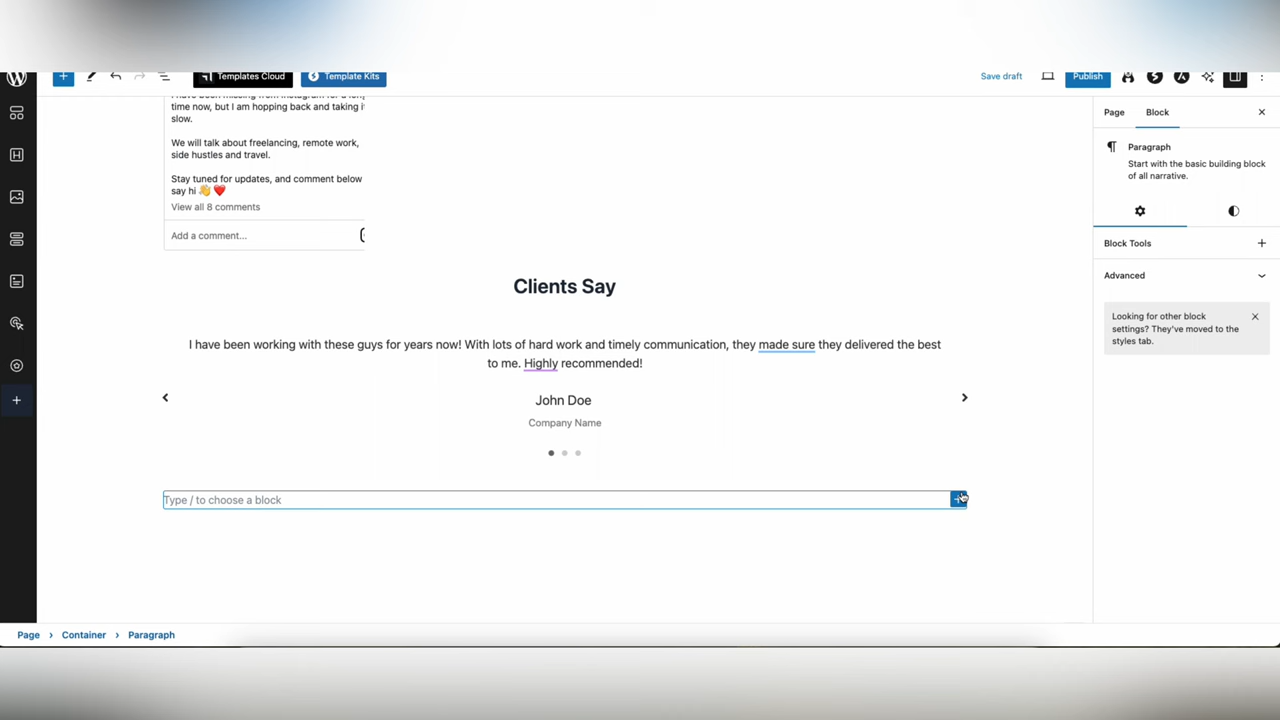 Templates Cloud
Template Kits
Save draft
Publish
time now, but I am hopping back and taking it
slow.
We will talk about freelancing, remote work,
side hustles and travel.
Stay tuned for updates, and comment below
say hi 👋 ❤️
View all 8 comments
Add a comment...
Clients Say
I have been working with these guys for years now! With lots of hard work and timely communication, they made sure they delivered the best
to me. Highly recommended!
John Doe
Company Name
Type / to choose a block
Page
Block
Paragraph
Start with the basic building block
of all narrative.
Block Tools
Advanced
Looking for other block
settings? They've moved to the
styles tab.
Page › Container › Paragraph